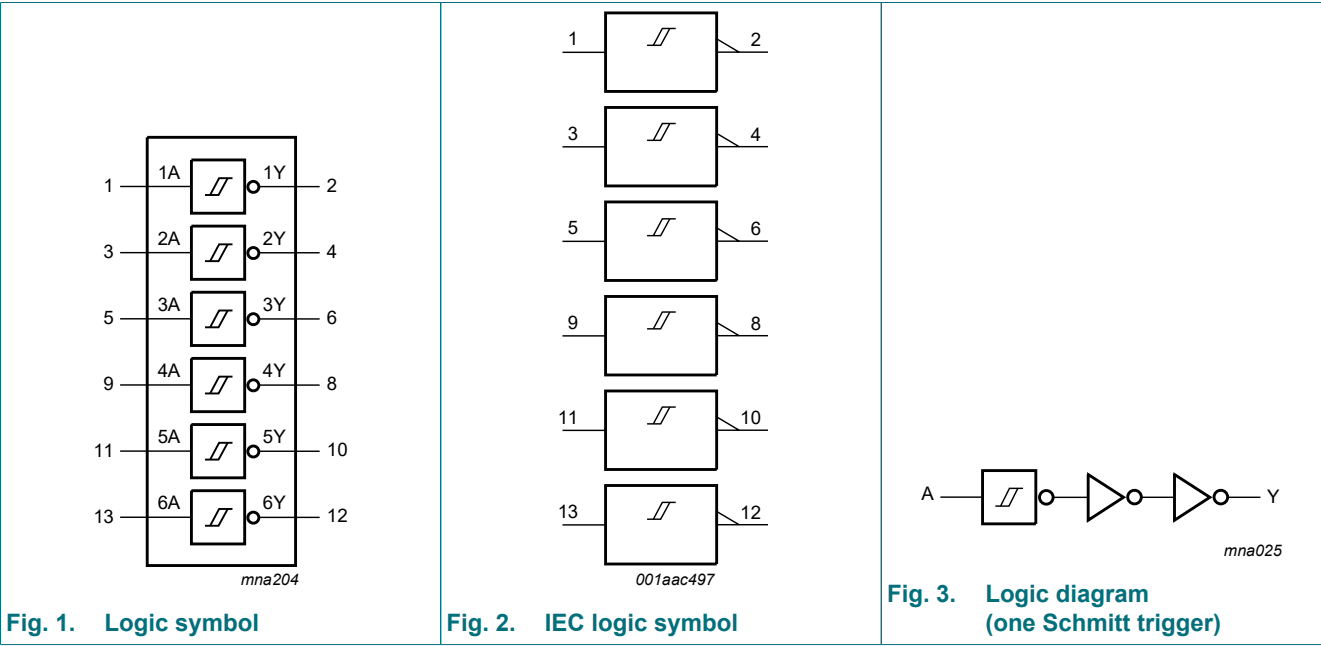 1 1A 1Y 2
3 2A 2Y 4
5 3A 3Y 6
9 4A 4Y 8
11 5A 5Y 10
13 6A 6Y 12
mna204
Fig. 1. Logic symbol
1 2
3 4
5 6
9 8
11 10
13 12
001aac497
Fig. 2. IEC logic symbol
A Y
mna025
Fig. 3. Logic diagram
(one Schmitt trigger)